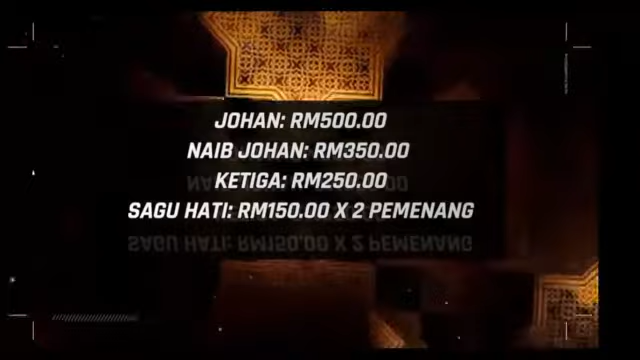 JOHAN: RM500.00
NAIB JOHAN: RM350.00
KETIGA: RM250.00
SAGU HATI: RM150.00 X 2 PEMENANG